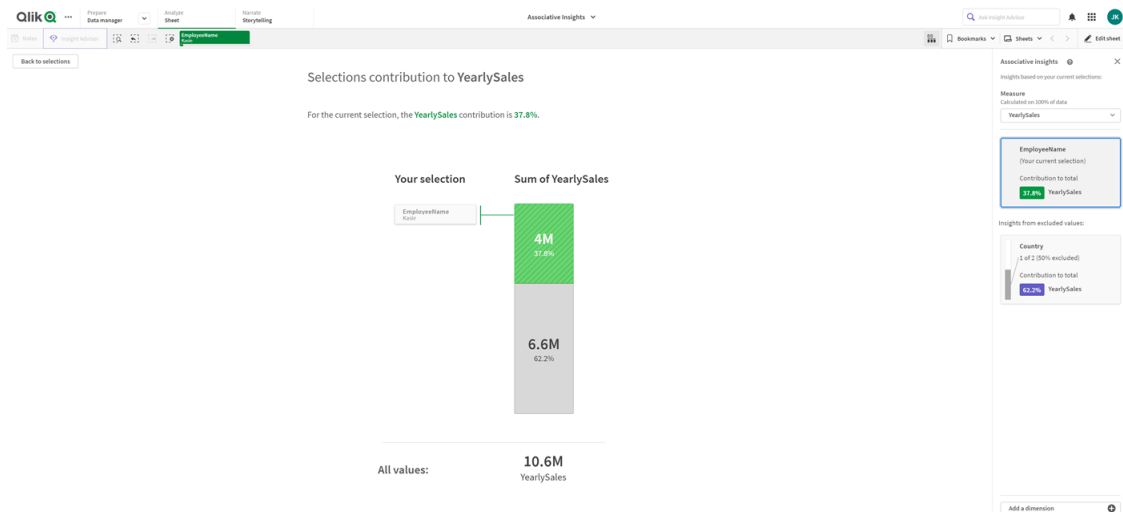 Qlik
Prepare
Data manager
Analyze
Sheet
Narrate
Storytelling
Associative Insights
Ask Insight Advisor
JK
Notes
Insight Advisor
EmployeeName
Kasie
Bookmarks
Sheets
Edit sheet
Back to selections
Selections contribution to YearlySales
For the current selection, the YearlySales contribution is 37.8%.
Your selection
Sum of YearlySales
EmployeeName
Kasie
4M
37.8%
6.6M
62.2%
All values:
10.6M
YearlySales
Associative insights
Insights based on your current selections:
Measure
Calculated on 100% of data
YearlySales
EmployeeName
(Your current selection)
Contribution to total
37.8% YearlySales
Insights from excluded values:
Country
1 of 2 (50% excluded)
Contribution to total
62.2% YearlySales
Add a dimension